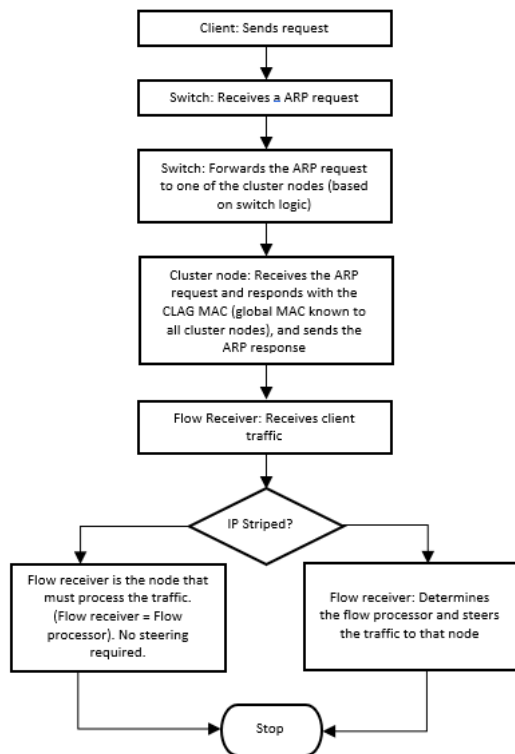 Client: Sends request
Switch: Receives a ARP request
Switch: Forwards the ARP request
to one of the cluster nodes (based
on switch logic)
Cluster node: Receives the ARP
request and responds with the
CLAG MAC (global MAC known to
all cluster nodes), and sends the
ARP response
Flow Receiver: Receives client
traffic
IP Striped?
Flow receiver is the node that
must process the traffic.
(Flow receiver = Flow
processor). No steering
required.
Flow receiver: Determines
the flow processor and steers
the traffic to that node
Stop